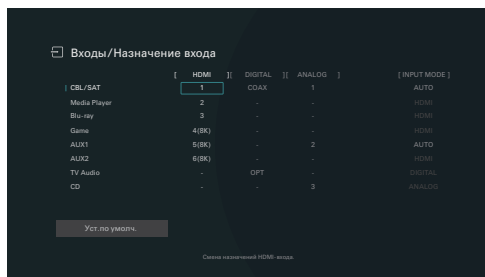 Входы/Назначение входа
[ HDMI ][ DIGITAL ][ ANALOG ] [ INPUT MODE ]
CBL/SAT 1 COAX 1 AUTO
Media Player 2 - - HDMI
Blu-ray 3 - - HDMI
Game 4(8K) - - HDMI
AUX1 5(8K) - 2 AUTO
AUX2 6(8K) - - HDMI
TV Audio - OPT - DIGITAL
CD - - 3 ANALOG
Уст.по умолч.
Смена назначений HDMI-входа.